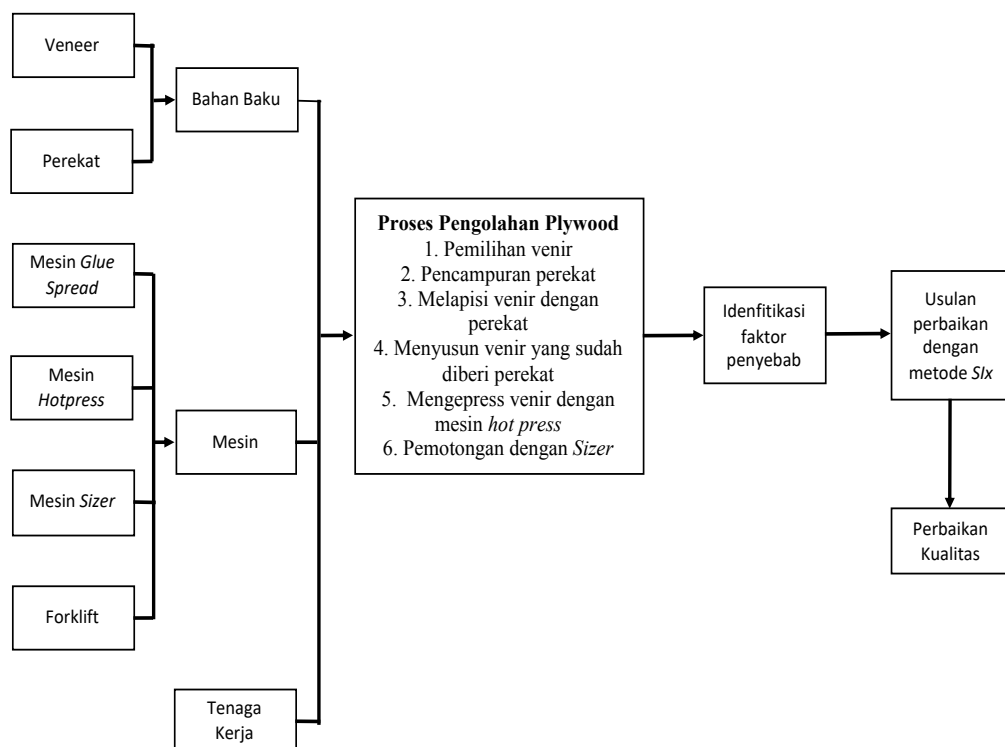 Veneer
Perekat
Bahan Baku
Mesin Glue
Spread
Mesin
Hotpress
Mesin Sizer
Forklift
Mesin
Tenaga
Kerja
Proses Pengolahan Plywood
1. Pemilihan venir
2. Pencampuran perekat
3. Melapisi venir dengan
perekat
4. Menyusun venir yang sudah
diberi perekat
5. Mengepress venir dengan
mesin hot press
6. Pemotongan dengan Sizer
Idenfitikasi
faktor
penyebab
Usulan
perbaikan
dengan
metode SIx
Perbaikan
Kualitas